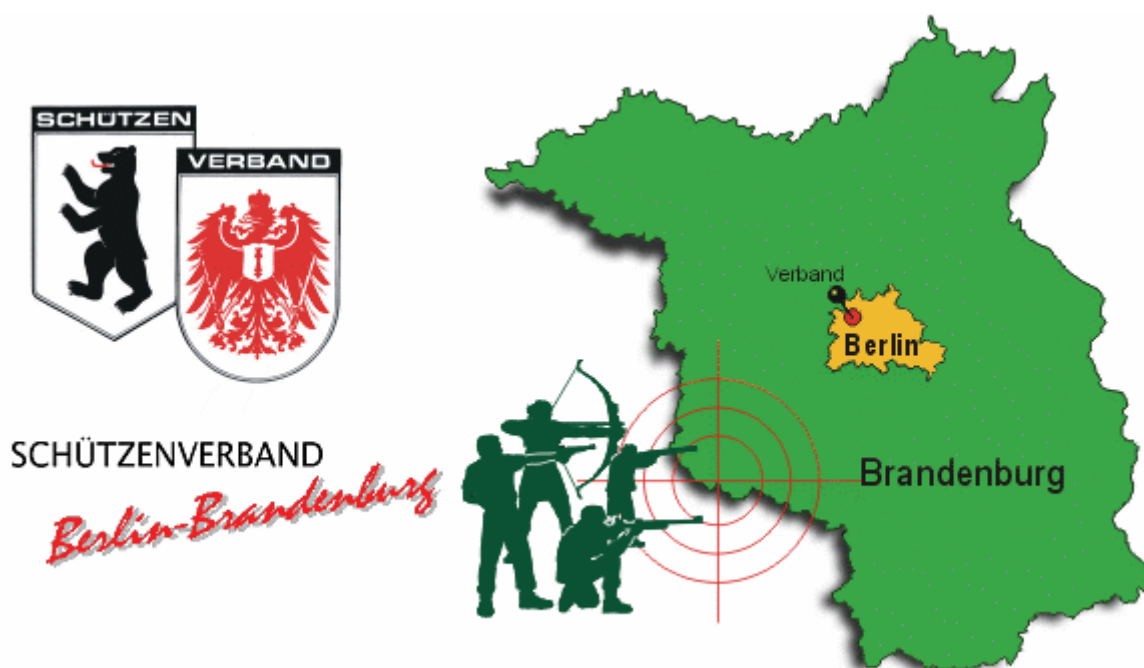 SCHÜTZEN
VERBAND
SCHÜTZENVERBAND
Berlin-Brandenburg
Verband
Berlin
Brandenburg